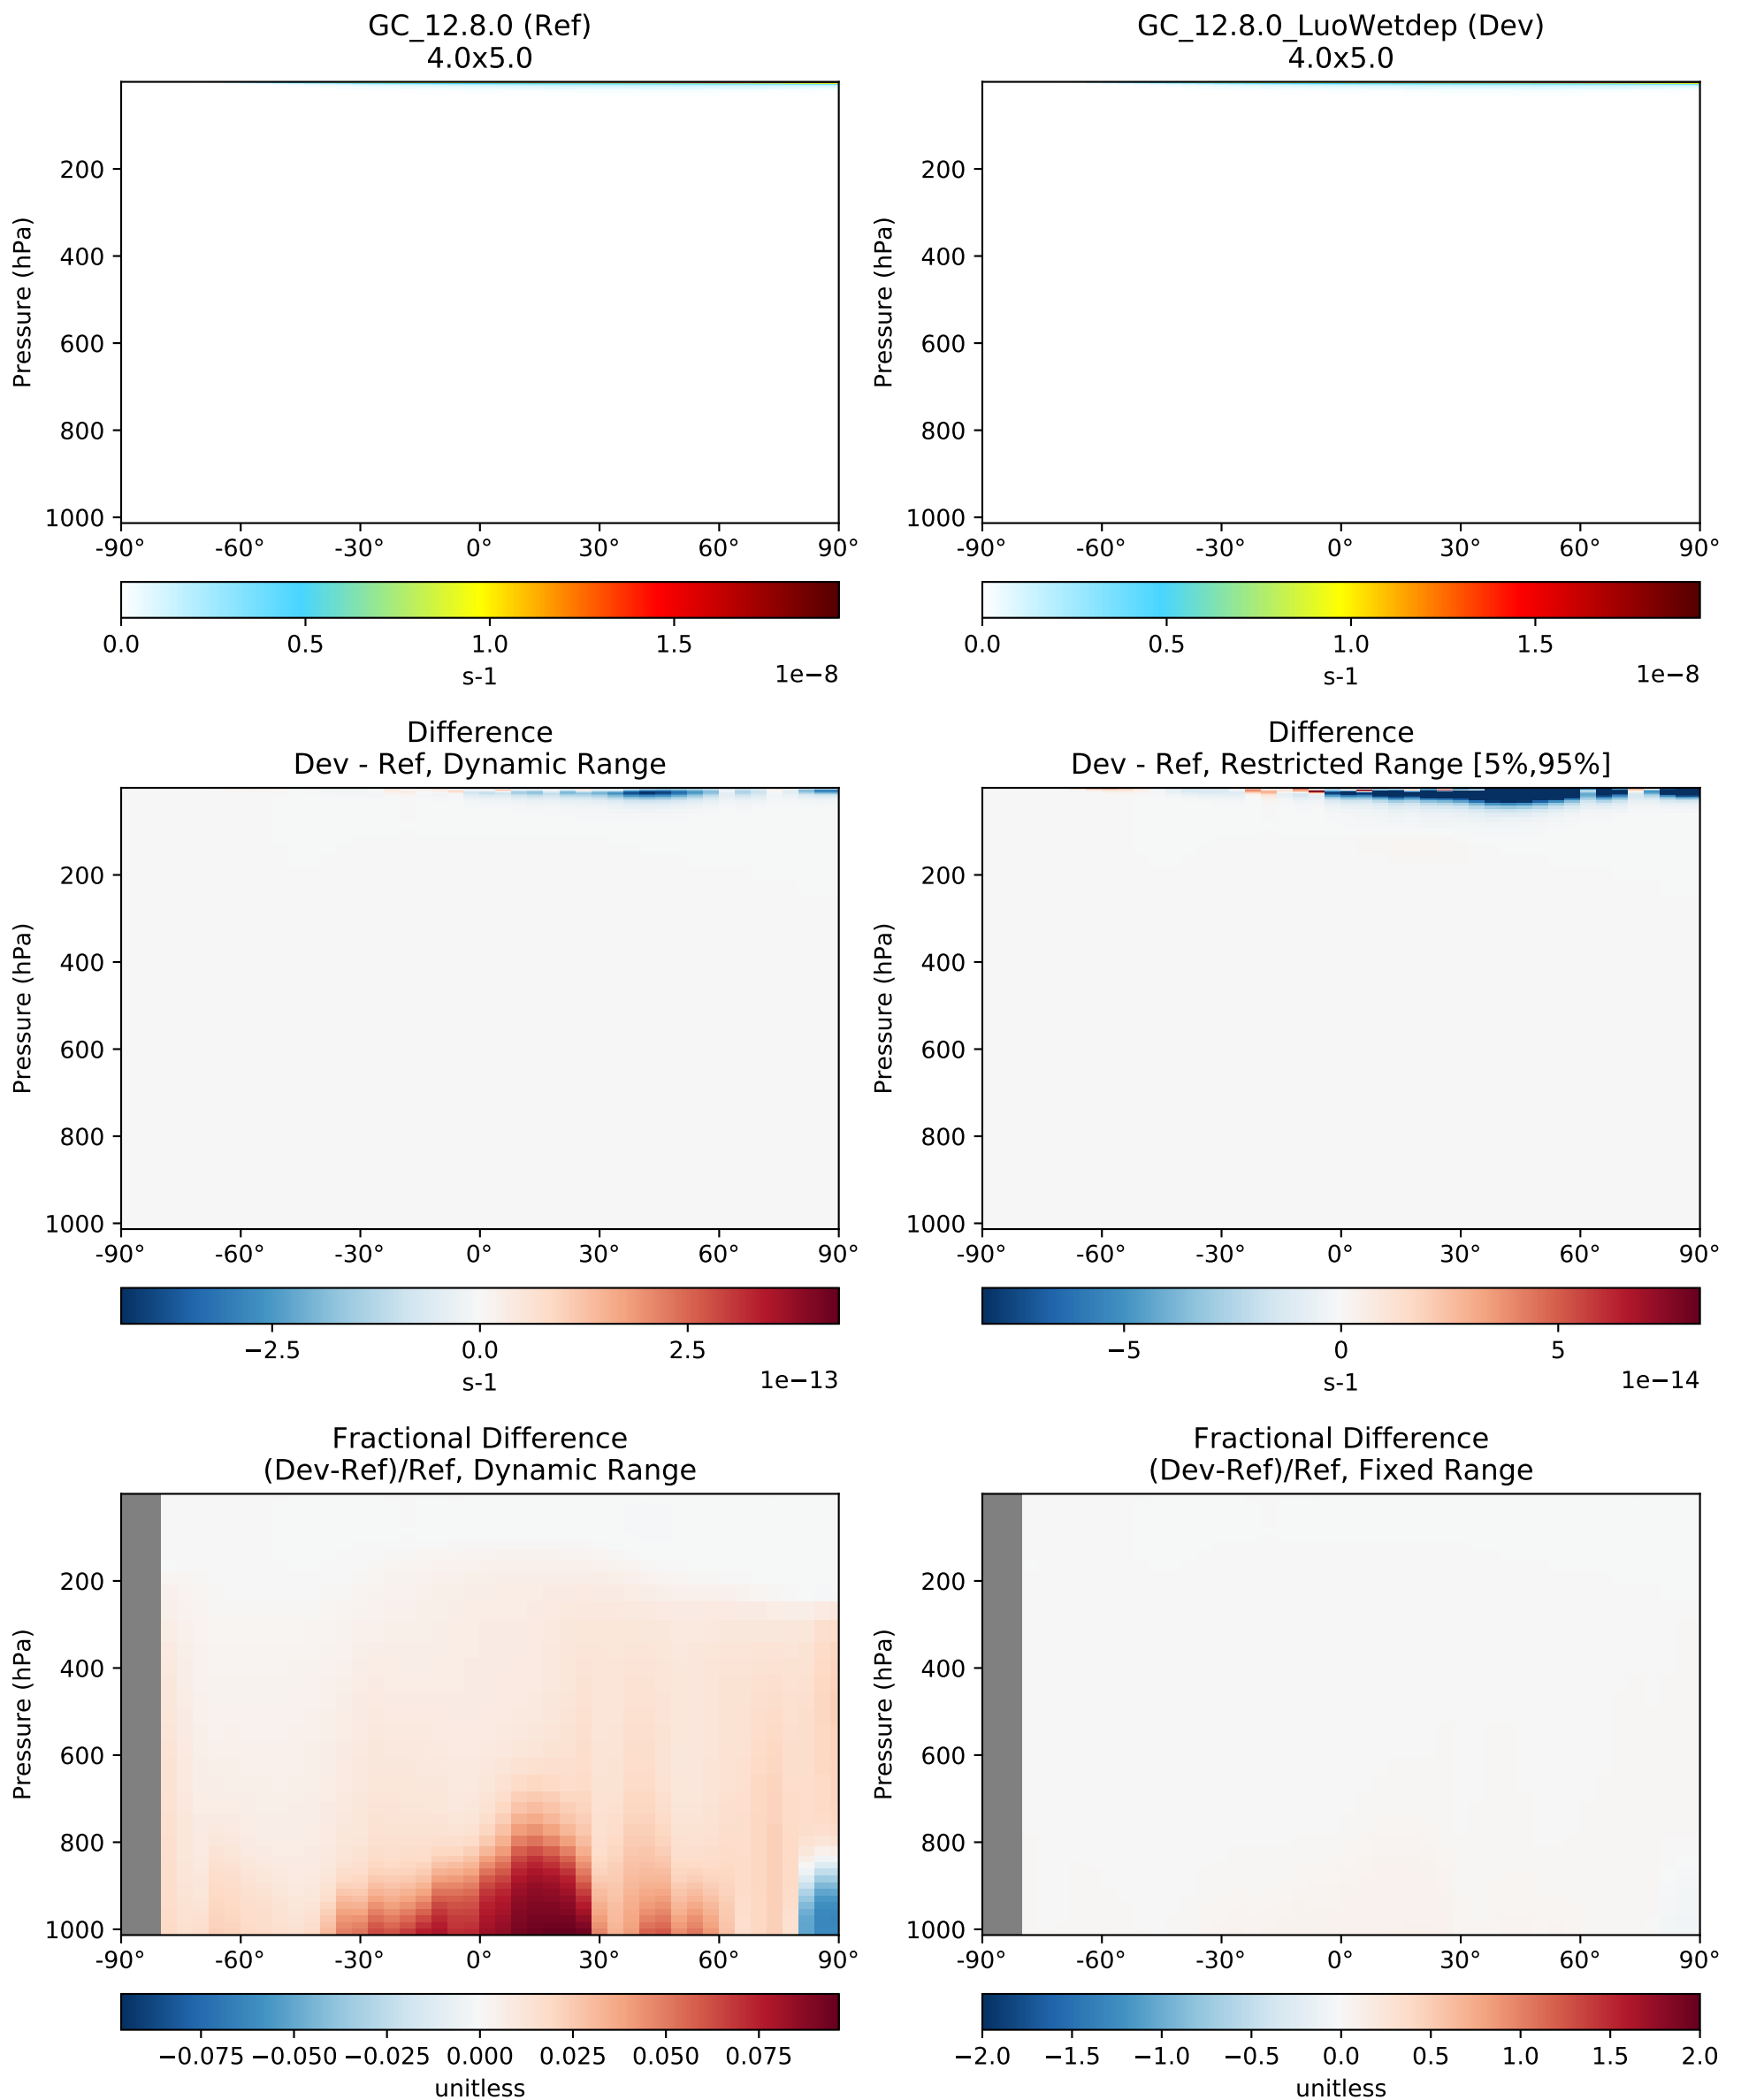 GC_12.8.0 (Ref)
4.0x5.0
Pressure (hPa)
200
400
600
800
1000
-90° -60° -30° 0° 30° 60° 90°
0.0 0.5 1.0 1.5
s-1
1e−8
GC_12.8.0_LuoWetdep (Dev)
4.0x5.0
Pressure (hPa)
200
400
600
800
1000
-90° -60° -30° 0° 30° 60° 90°
0.0 0.5 1.0 1.5
s-1
1e−8
Difference
Dev - Ref, Dynamic Range
Pressure (hPa)
200
400
600
800
1000
-90° -60° -30° 0° 30° 60° 90°
−2.5 0.0 2.5
s-1
1e−13
Difference
Dev - Ref, Restricted Range [5%,95%]
Pressure (hPa)
200
400
600
800
1000
-90° -60° -30° 0° 30° 60° 90°
−5 0 5
s-1
1e−14
Fractional Difference
(Dev-Ref)/Ref, Dynamic Range
Pressure (hPa)
200
400
600
800
1000
-90° -60° -30° 0° 30° 60° 90°
−0.075 −0.050 −0.025 0.000 0.025 0.050 0.075
unitless
Fractional Difference
(Dev-Ref)/Ref, Fixed Range
Pressure (hPa)
200
400
600
800
1000
-90° -60° -30° 0° 30° 60° 90°
−2.0 −1.5 −1.0 −0.5 0.0 0.5 1.0 1.5 2.0
unitless